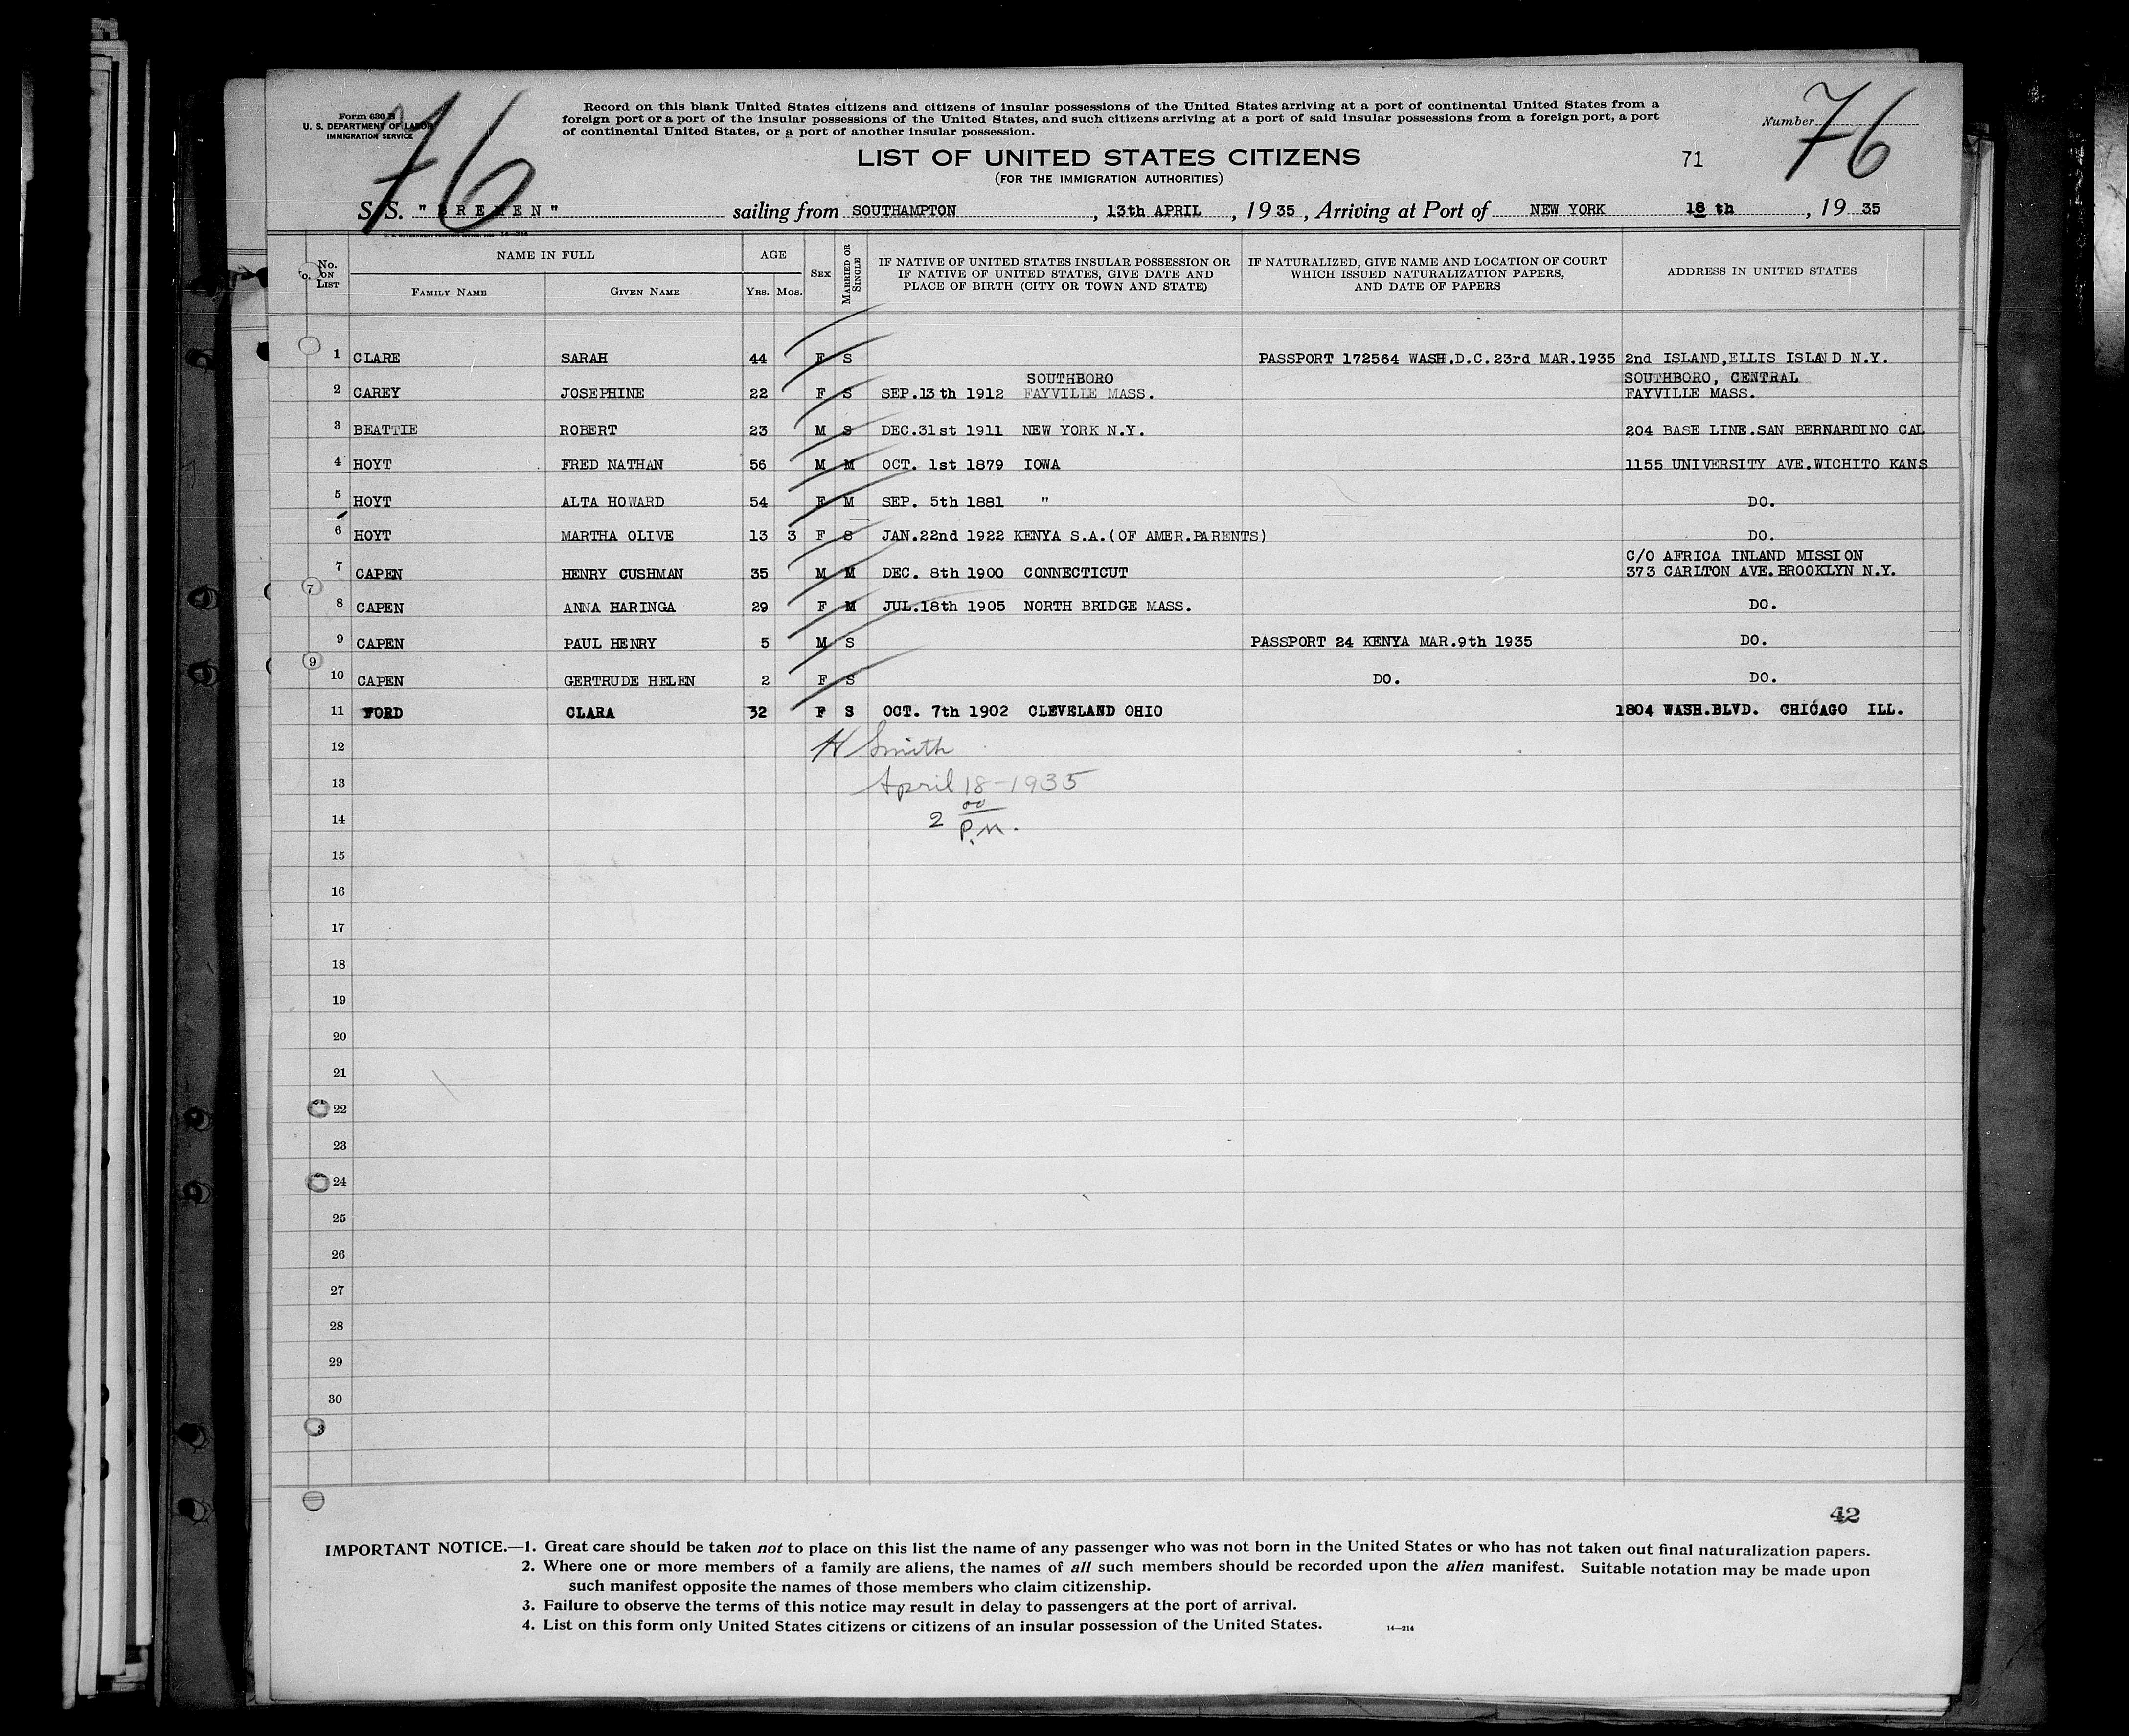 Form 630 B
U. S. DEPARTMENT OF LABOR
IMMIGRATION SERVICE
76
Record on this blank United States citizens and citizens of insular possessions of the United States arriving at a port of continental United States from a
foreign port or a port of the insular possessions of the United States, and such citizens arriving at a port of said insular possessions from a foreign port, a port
of continental United States, or a port of another insular possession.
Number 76
LIST OF UNITED STATES CITIZENS
71
(FOR THE IMMIGRATION AUTHORITIES)
S. S. "BREMEN" sailing from SOUTHAMPTON, 13th APRIL, 1935, Arriving at Port of NEW YORK 18th, 1935
No. ON LIST NAME IN FULL FAMILY NAME GIVEN NAME AGE YRS. MOS. SEX MARRIED OR SINGLE IF NATIVE OF UNITED STATES INSULAR POSSESSION OR IF NATIVE OF UNITED STATES, GIVE DATE AND PLACE OF BIRTH (CITY OR TOWN AND STATE) IF NATURALIZED, GIVE NAME AND LOCATION OF COURT WHICH ISSUED NATURALIZATION PAPERS, AND DATE OF PAPERS ADDRESS IN UNITED STATES
1 CLARE SARAH 44 F S PASSPORT 172564 WASH.D.C.23rd MAR.1935 2nd ISLAND,ELLIS ISLAND N.Y.
SOUTHBORO SOUTHBORO, CENTRAL
2 CAREY JOSEPHINE 22 F S SEP.13th 1912 FAYVILLE MASS. FAYVILLE MASS.
3 BEATTIE ROBERT 23 M S DEC.31st 1911 NEW YORK N.Y. 204 BASE LINE.SAN BERNARDINO CAL
4 HOYT FRED NATHAN 56 M M OCT. 1st 1879 IOWA 1155 UNIVERSITY AVE.WICHITO KANS
5 HOYT ALTA HOWARD 54 F M SEP. 5th 1881 " DO.
6 HOYT MARTHA OLIVE 13 3 F S JAN.22nd 1922 KENYA S.A.(OF AMER.PARENTS) DO.
C/O AFRICA INLAND MISSION
7 CAPEN HENRY CUSHMAN 35 M M DEC. 8th 1900 CONNECTICUT 373 CARLTON AVE.BROOKLYN N.Y.
8 CAPEN ANNA HARINGA 29 F M JUL.18th 1905 NORTH BRIDGE MASS. DO.
9 CAPEN PAUL HENRY 5 M S PASSPORT 24 KENYA MAR.9th 1935 DO.
10 CAPEN GERTRUDE HELEN 2 F S DO. DO.
11 FORD CLARA 32 F S OCT. 7th 1902 CLEVELAND OHIO 1804 WASH.BLVD. CHICAGO ILL.
12 H Smith
13 April 18-1935
14 2 00 P.M.
15
16
17
18
19
20
21
22
23
24
25
26
27
28
29
30
42
IMPORTANT NOTICE.—1. Great care should be taken not to place on this list the name of any passenger who was not born in the United States or who has not taken out final naturalization papers.
2. Where one or more members of a family are aliens, the names of all such members should be recorded upon the alien manifest. Suitable notation may be made upon
such manifest opposite the names of those members who claim citizenship.
3. Failure to observe the terms of this notice may result in delay to passengers at the port of arrival.
4. List on this form only United States citizens or citizens of an insular possession of the United States. 14—214